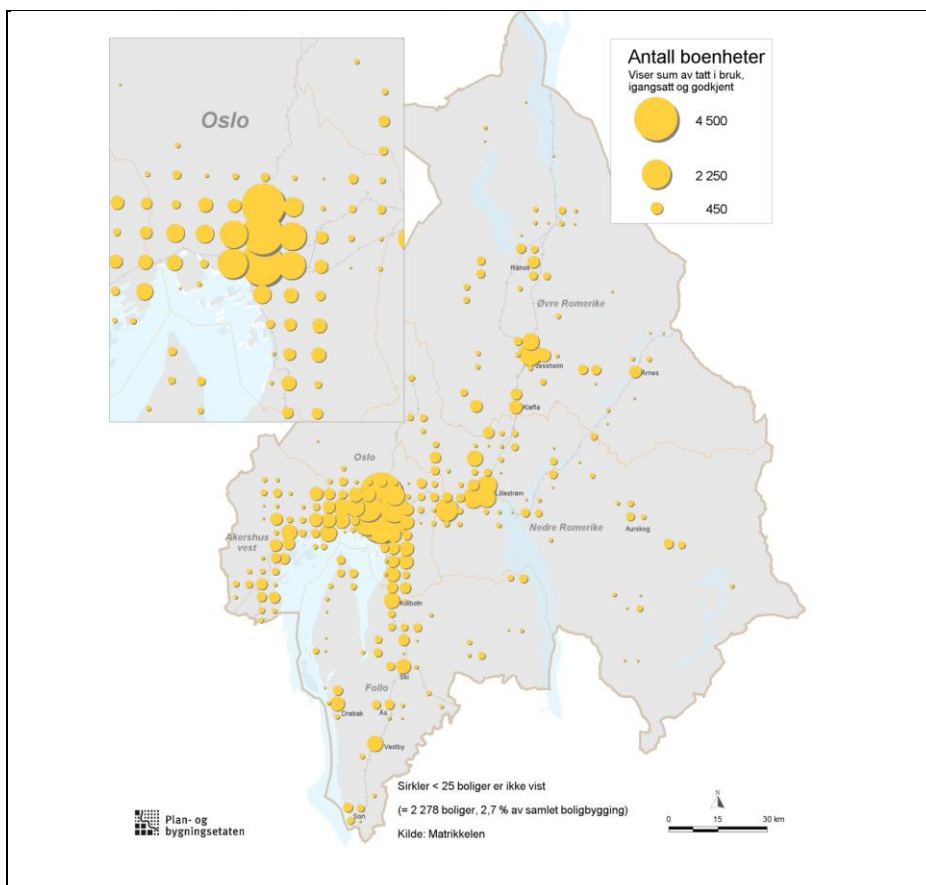 Antall boenheter
Viser sum av tatt i bruk,
igangsatt og godkjent
4 500
2 250
450
Oslo
Råholt
Øvre Romerike
Jessheim
Årnes
Kløfta
Oslo
Lillestrøm
Nedre Romerike
Aurskog
Akershus
vest
Kolbotn
Ski
Follo
Drøbak
Ås
Vestby
Son
Sirkler < 25 boliger er ikke vist
(= 2 278 boliger, 2,7 % av samlet boligbygging)
Kilde: Matrikkelen
Plan- og
bygningsetaten
N
0 15 30 km